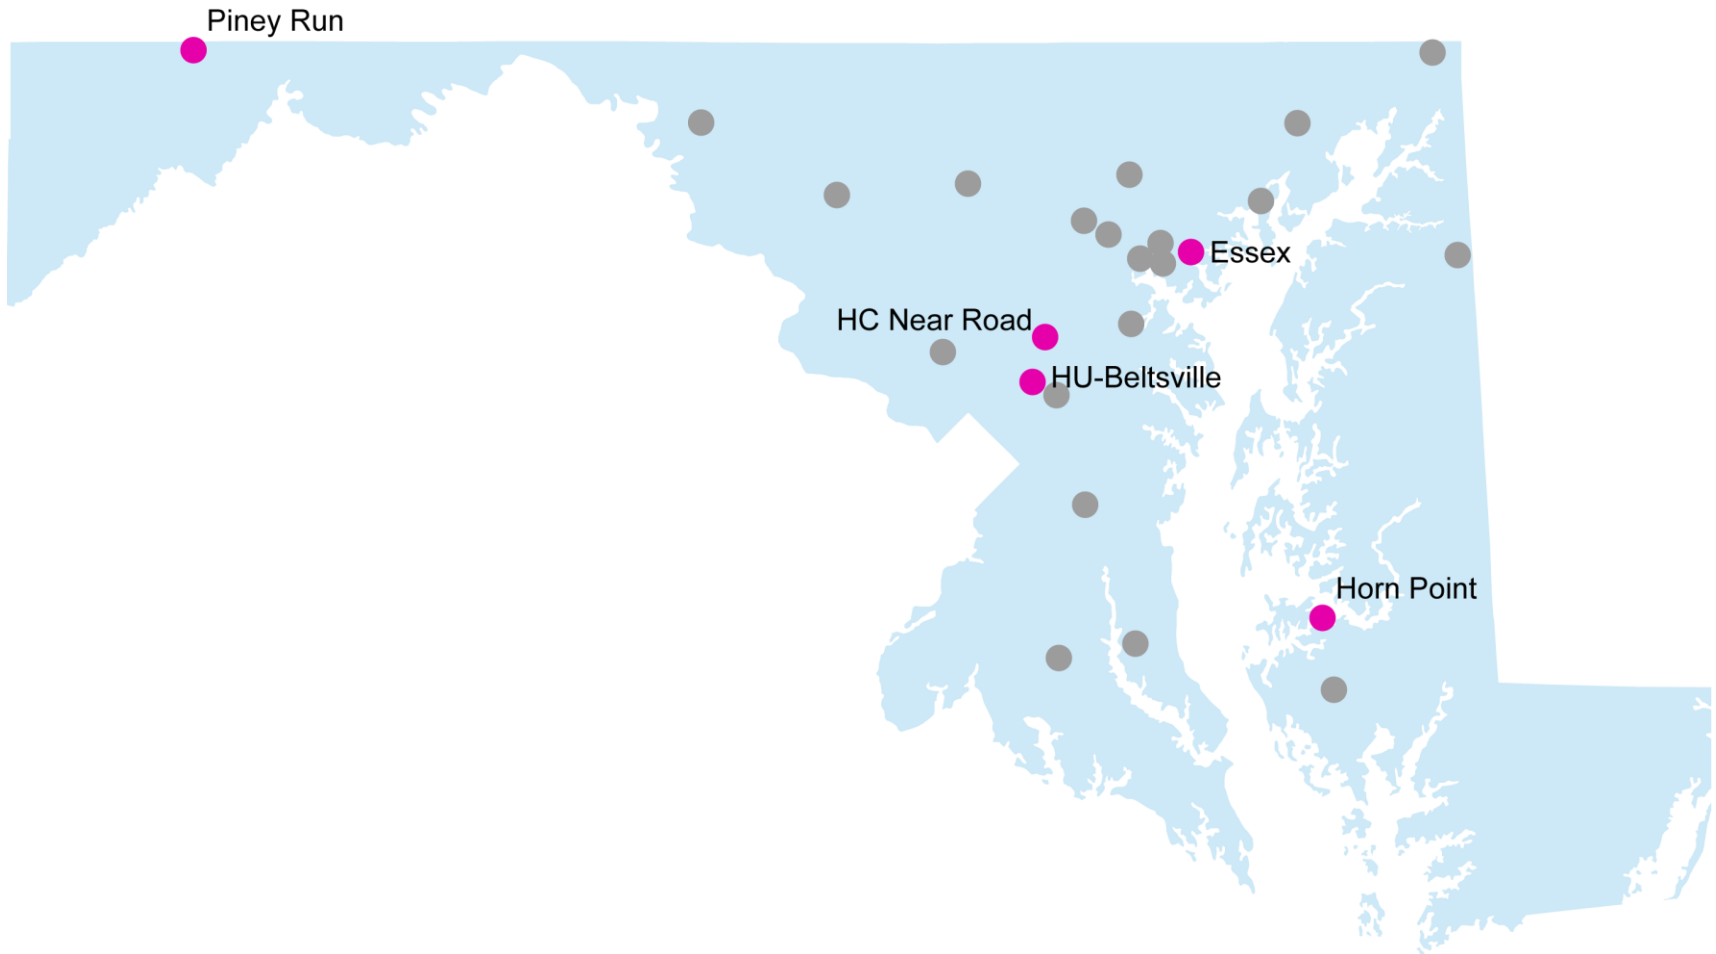 Piney Run
Essex
HC Near Road
HU-Beltsville
Horn Point